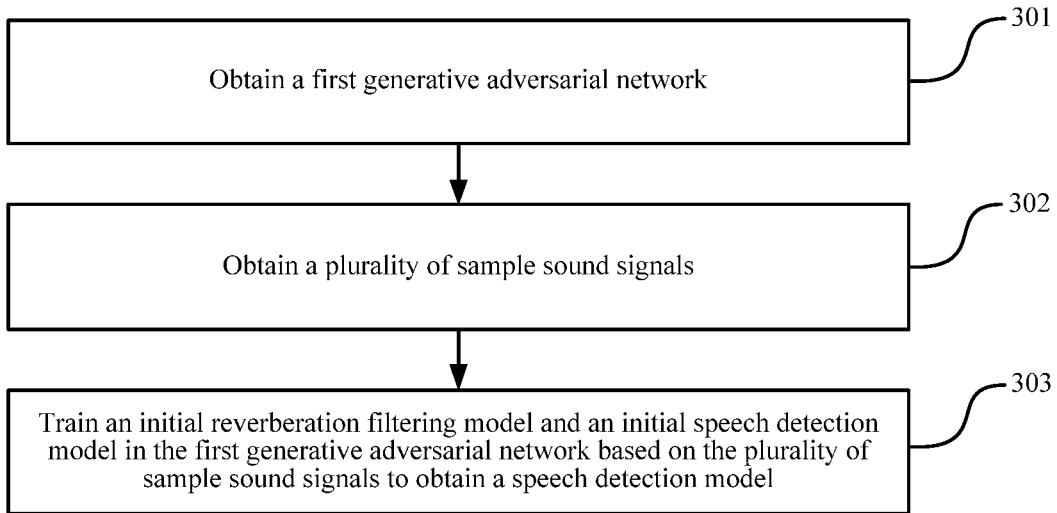 301
Obtain a first generative adversarial network
302
Obtain a plurality of sample sound signals
303
Train an initial reverberation filtering model and an initial speech detection
model in the first generative adversarial network based on the plurality of
sample sound signals to obtain a speech detection model